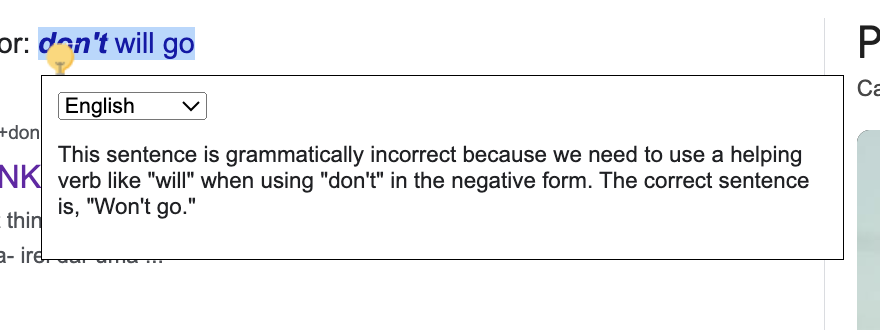 or: don't will go
P
Ca
English
+don
This sentence is grammatically incorrect because we need to use a helping
NK
verb like "will" when using "don't" in the negative form. The correct sentence
is, "Won't go."
thin
a- ire